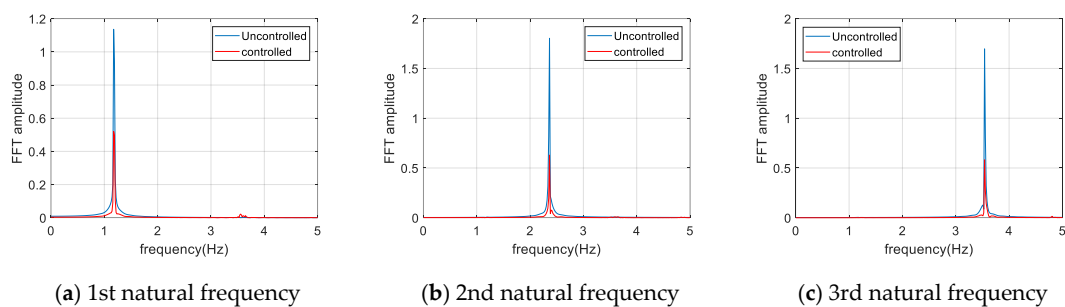 1.2
1
0.8
0.6
0.4
0.2
0
0 1 2 3 4 5
FFT amplitude
frequency(Hz)
Uncontrolled
controlled
(a) 1st natural frequency
2
1.5
1
0.5
0
0 1 2 3 4 5
FFT amplitude
frequency(Hz)
Uncontrolled
controlled
(b) 2nd natural frequency
2
1.5
1
0.5
0
0 1 2 3 4 5
FFT amplitude
frequency(Hz)
Uncontrolled
controlled
(c) 3rd natural frequency